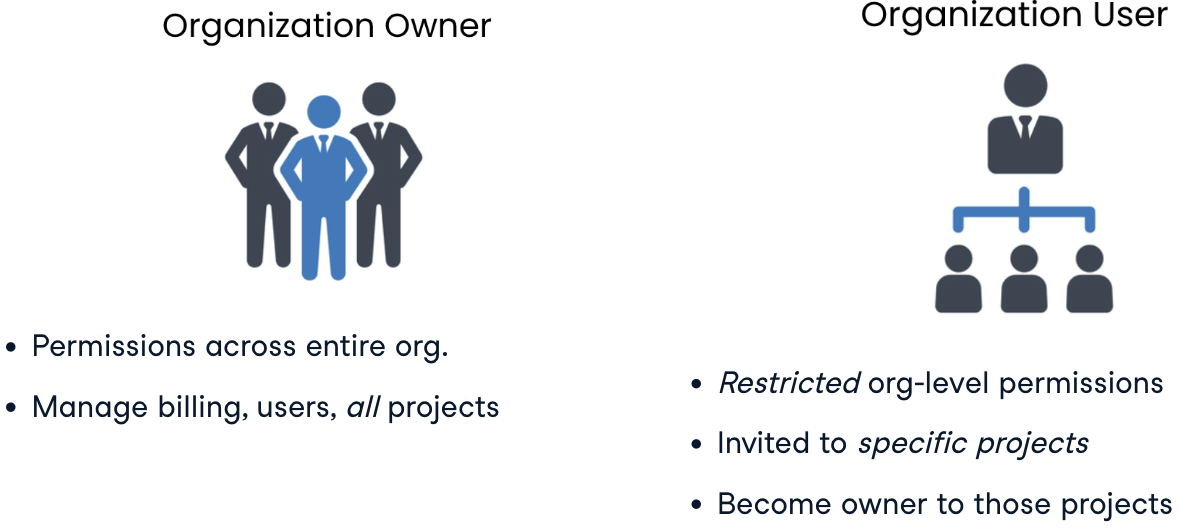 Organization Owner
• Permissions across entire org.
• Manage billing, users, all projects
Organization User
• Restricted org-level permissions
• Invited to specific projects
• Become owner to those projects